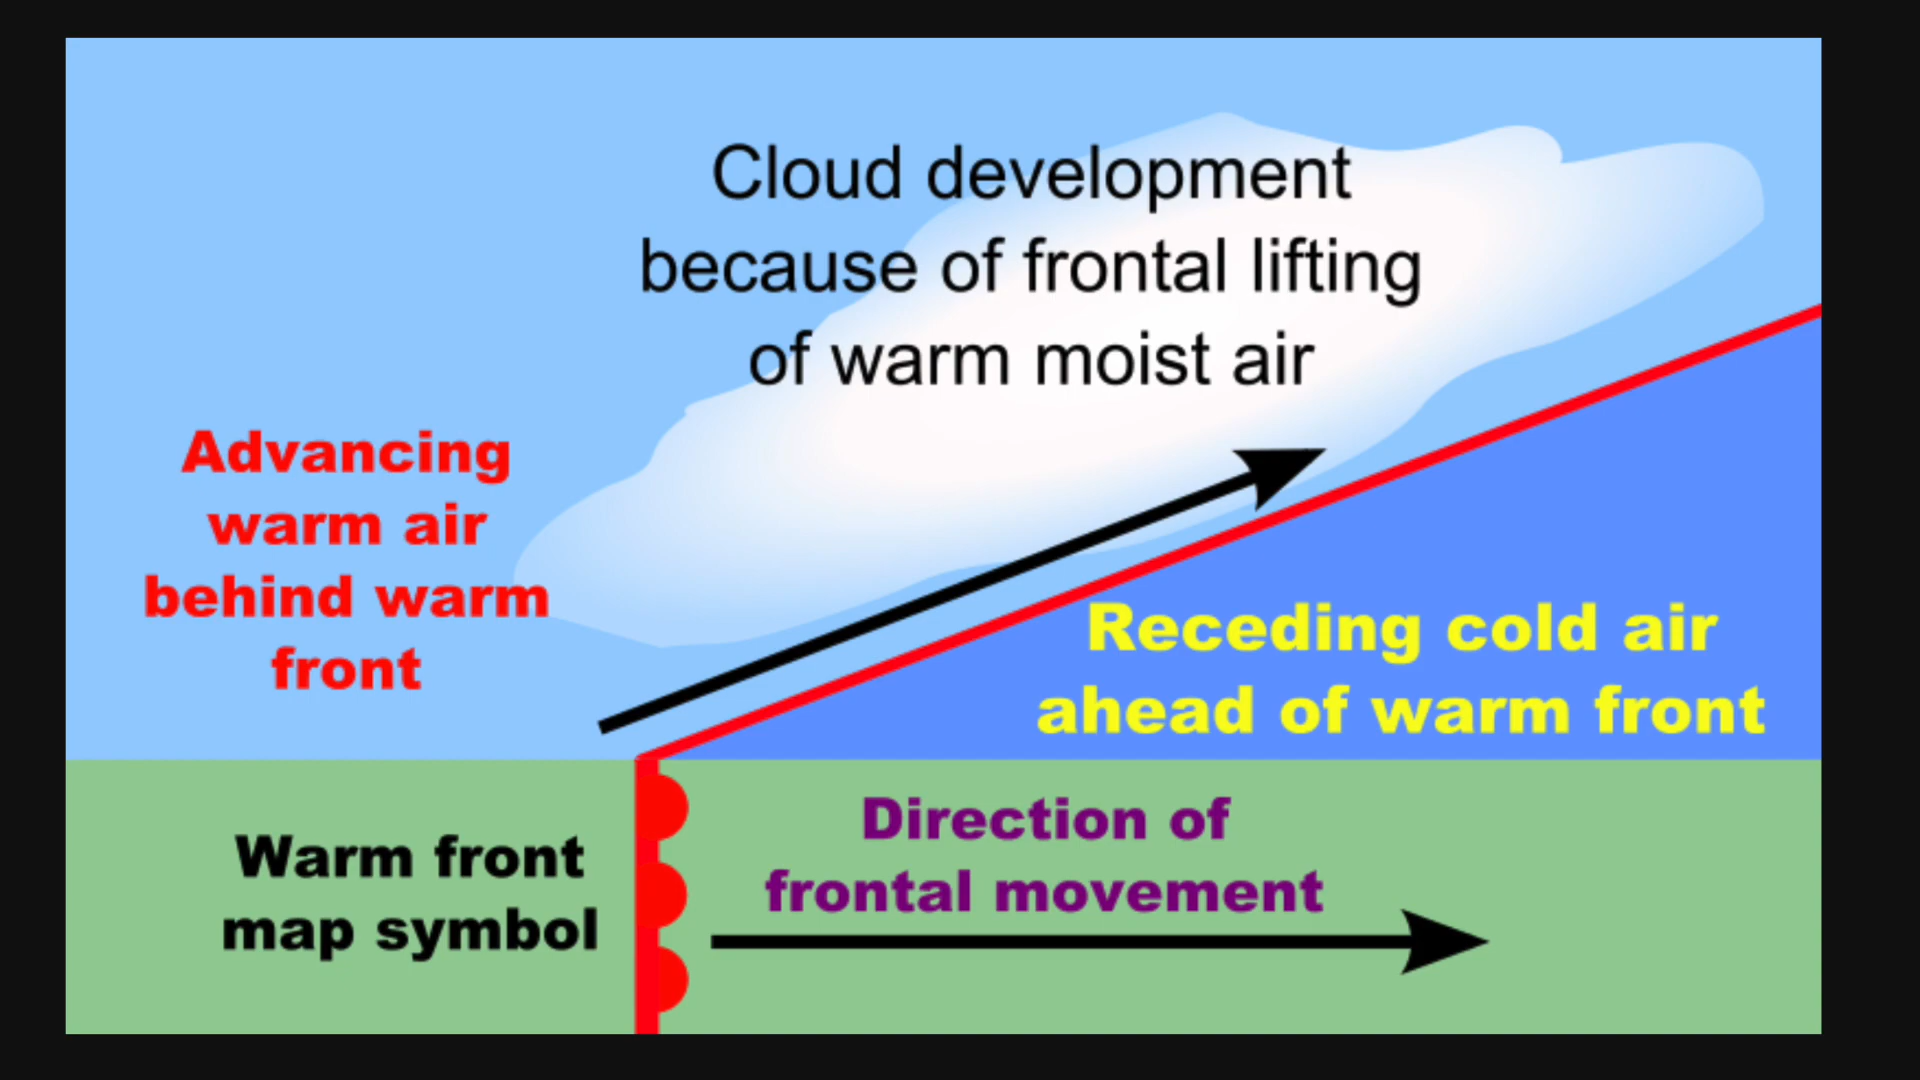 Cloud development
because of frontal lifting
of warm moist air
Advancing
warm air
behind warm
front
Receding cold air
ahead of warm front
Warm front
map symbol
Direction of
frontal movement